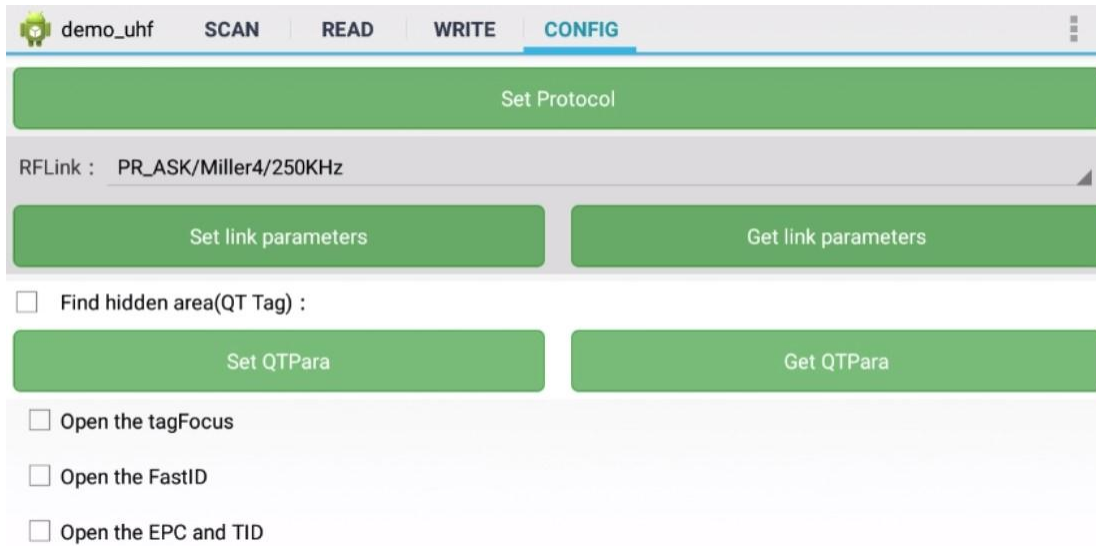 demo_uhf SCAN READ WRITE CONFIG
Set Protocol
RFLink : PR_ASK/Miller4/250KHz
Set link parameters Get link parameters
Find hidden area(QT Tag) :
Set QTPara Get QTPara
Open the tagFocus
Open the FastID
Open the EPC and TID